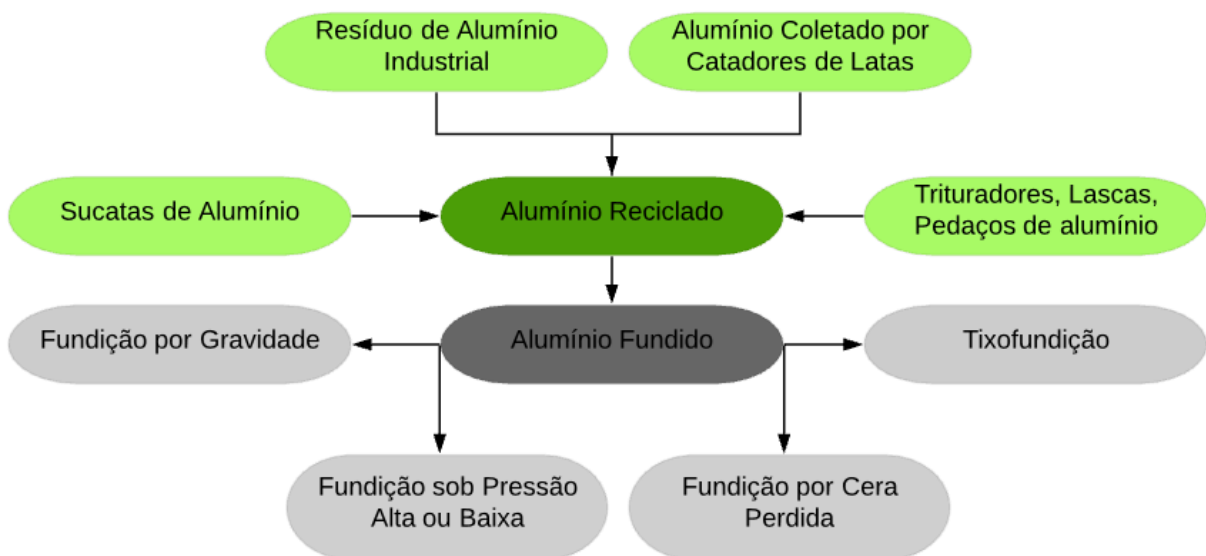 Resíduo de Alumínio
Industrial
Alumínio Coletado por
Catadores de Latas
Sucatas de Alumínio
Alumínio Reciclado
Trituradores, Lascas,
Pedaços de alumínio
Fundição por Gravidade
Alumínio Fundido
Tixofundição
Fundição sob Pressão
Alta ou Baixa
Fundição por Cera
Perdida